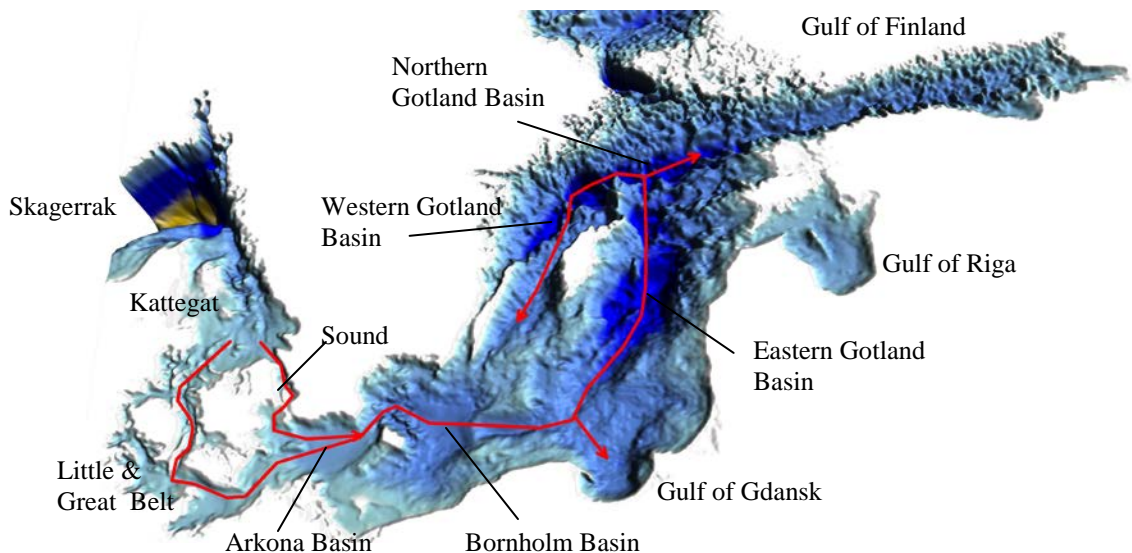 Gulf of Finland
Northern
Gotland Basin
Skagerrak
Western Gotland
Basin
Gulf of Riga
Kattegat
Sound
Eastern Gotland
Basin
Little &
Great Belt
Gulf of Gdansk
Arkona Basin
Bornholm Basin